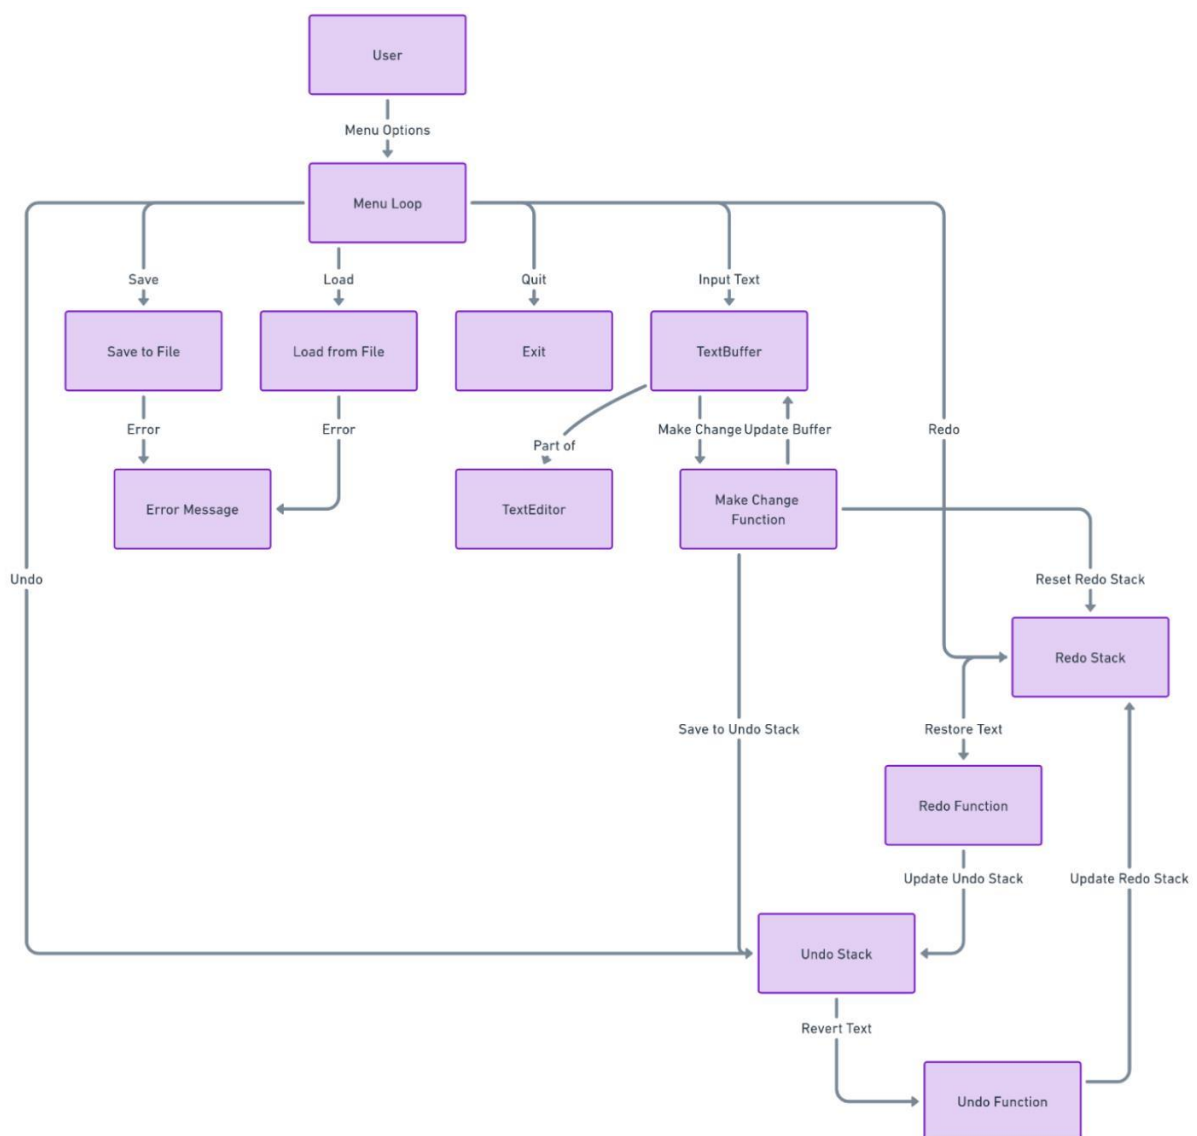 User
Menu Options
Menu Loop
Save
Load
Quit
Input Text
Save to File
Load from File
Exit
TextBuffer
Error
Error
Part of
Make Change
Update Buffer
Redo
Error Message
TextEditor
Make Change
Function
Undo
Reset Redo Stack
Redo Stack
Save to Undo Stack
Restore Text
Redo Function
Update Undo Stack
Update Redo Stack
Undo Stack
Revert Text
Undo Function